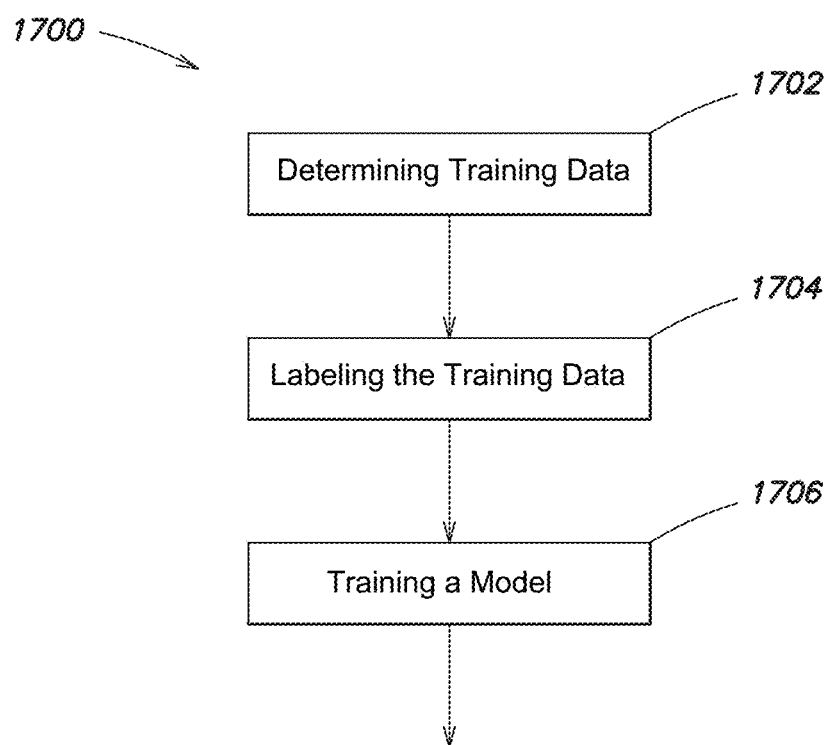 1700
1702
Determining Training Data
1704
Labeling the Training Data
1706
Training a Model